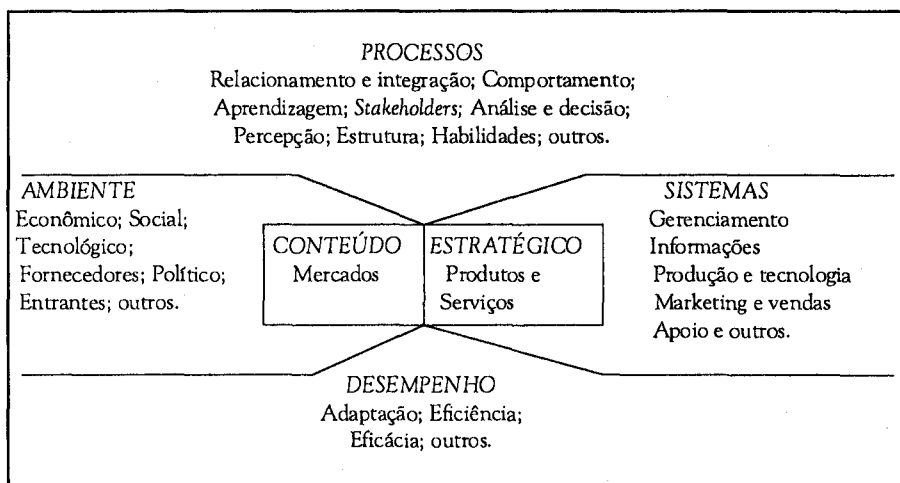 PROCESSOS
Relacionamento e integração; Comportamento;
Aprendizagem; Stakeholders; Análise e decisão;
Percepção; Estrutura; Habilidades; outros.
AMBIENTE
Econômico; Social;
Tecnológico;
Fornecedores; Político;
Entrantes; outros.
CONTEÚDO
Mercados
ESTRATÉGICO
Produtos e
Serviços
SISTEMAS
Gerenciamento
Informações
Produção e tecnologia
Marketing e vendas
Apoio e outros.
DESEMPENHO
Adaptação; Eficiência;
Eficácia; outros.